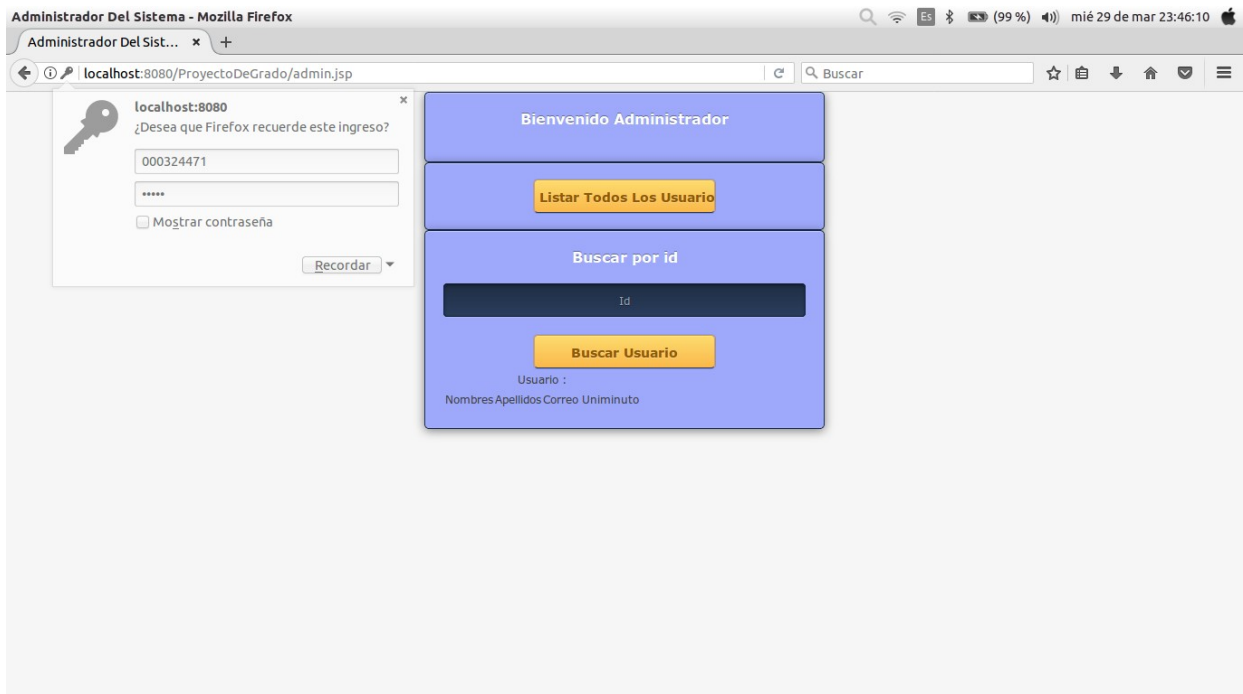 Administrador Del Sistema - Mozilla Firefox
Es (99 %) mié 29 de mar 23:46:10
Administrador Del Sist... × +
localhost:8080/ProyectoDeGrado/admin.jsp
Buscar
localhost:8080 ×
¿Desea que Firefox recuerde este ingreso?
000324471
•••••
Mostrar contraseña
Recordar
Bienvenido Administrador
Listar Todos Los Usuario
Buscar por id
Id
Buscar Usuario
Usuario :
Nombres Apellidos Correo Uniminuto